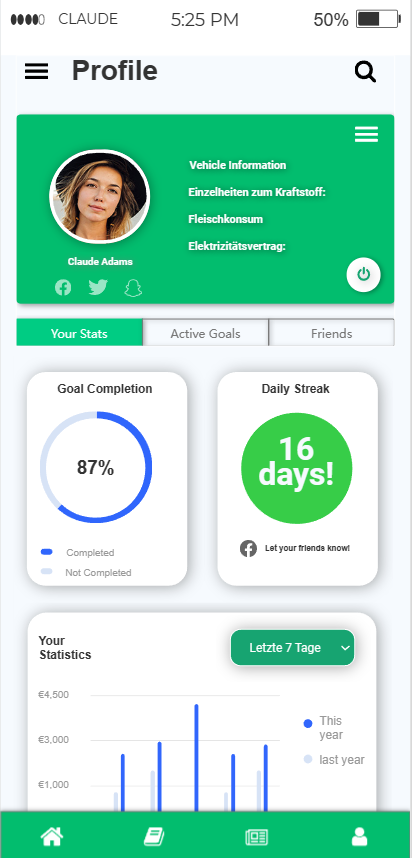 CLAUDE 5:25 PM 50%
Profile
Vehicle Information
Einzelheiten zum Kraftstoff:
Fleischkonsum
Elektrizitätsvertrag:
Claude Adams
Your Stats Active Goals Friends
Goal Completion
87%
Completed
Not Completed
Daily Streak
16
days!
Let your friends know!
Your
Statistics
Letzte 7 Tage
€4,500
€3,000
€1,000
This
year
last year